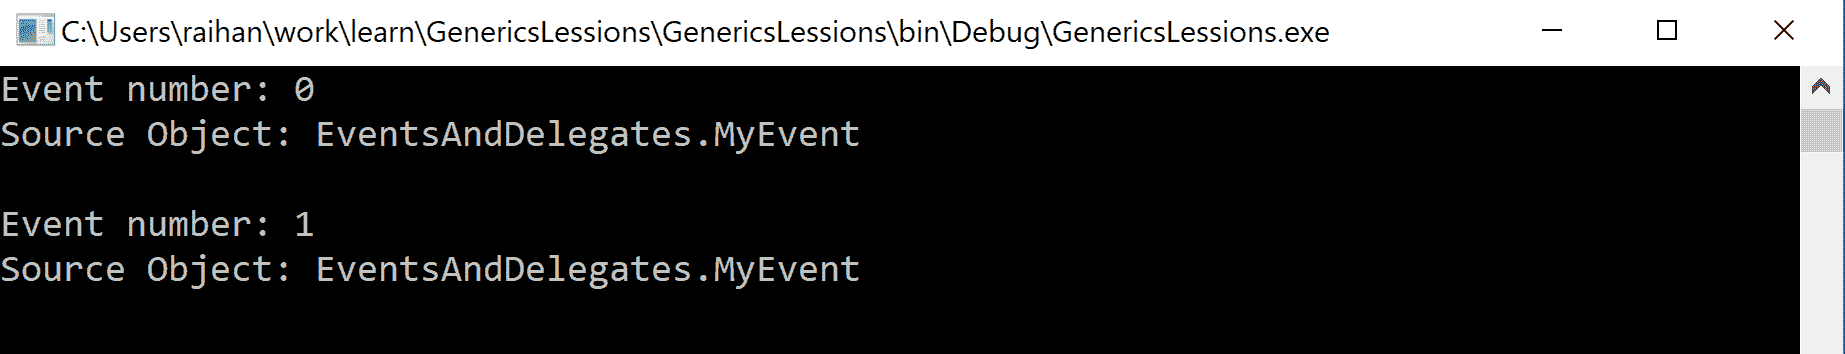 C:\Users\raihan\work\learn\GenericsLessions\GenericsLessions\bin\Debug\GenericsLessions.exe
Event number: 0
Source Object: EventsAndDelegates.MyEvent
Event number: 1
Source Object: EventsAndDelegates.MyEvent